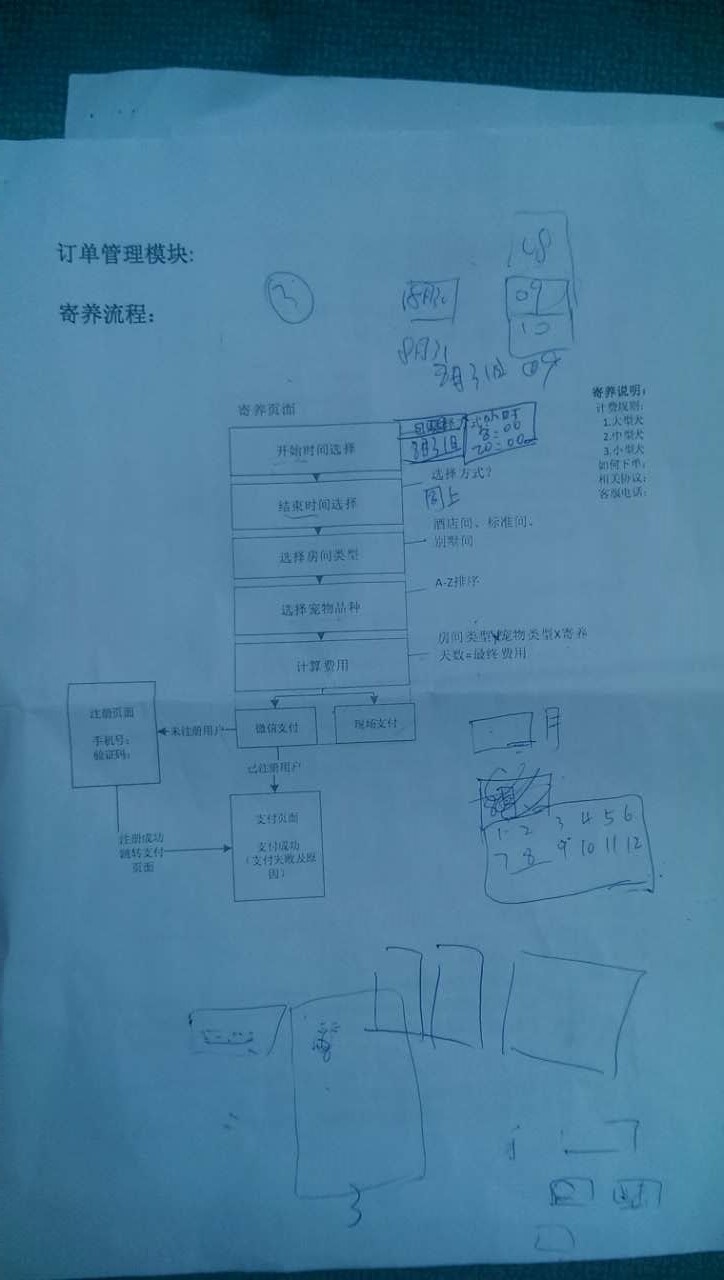 订单管理模块:
寄养流程:
3
08
09
10
8月31
8月31日 09
寄养页面
开始时间选择
8月31日
8:00
20:00
选择方式?
结束时间选择
同上
选择房间类型
酒店间、标准间、
别墅间
选择宠物品种
A-Z排序
计算费用
房间类型X宠物类型X寄养
天数=最终费用
寄养说明:
计费规则:
1.大型犬
2.中型犬
3.小型犬
如何下单:
相关协议:
客服电话:
微信支付
现场支付
未注册用户
注册页面
手机号:
验证码:
已注册用户
注册成功
跳转支付
页面
支付页面
支付成功
(支付失败及原
因)
月
1 2 3 4 5 6
7 8 9 10 11 12
3